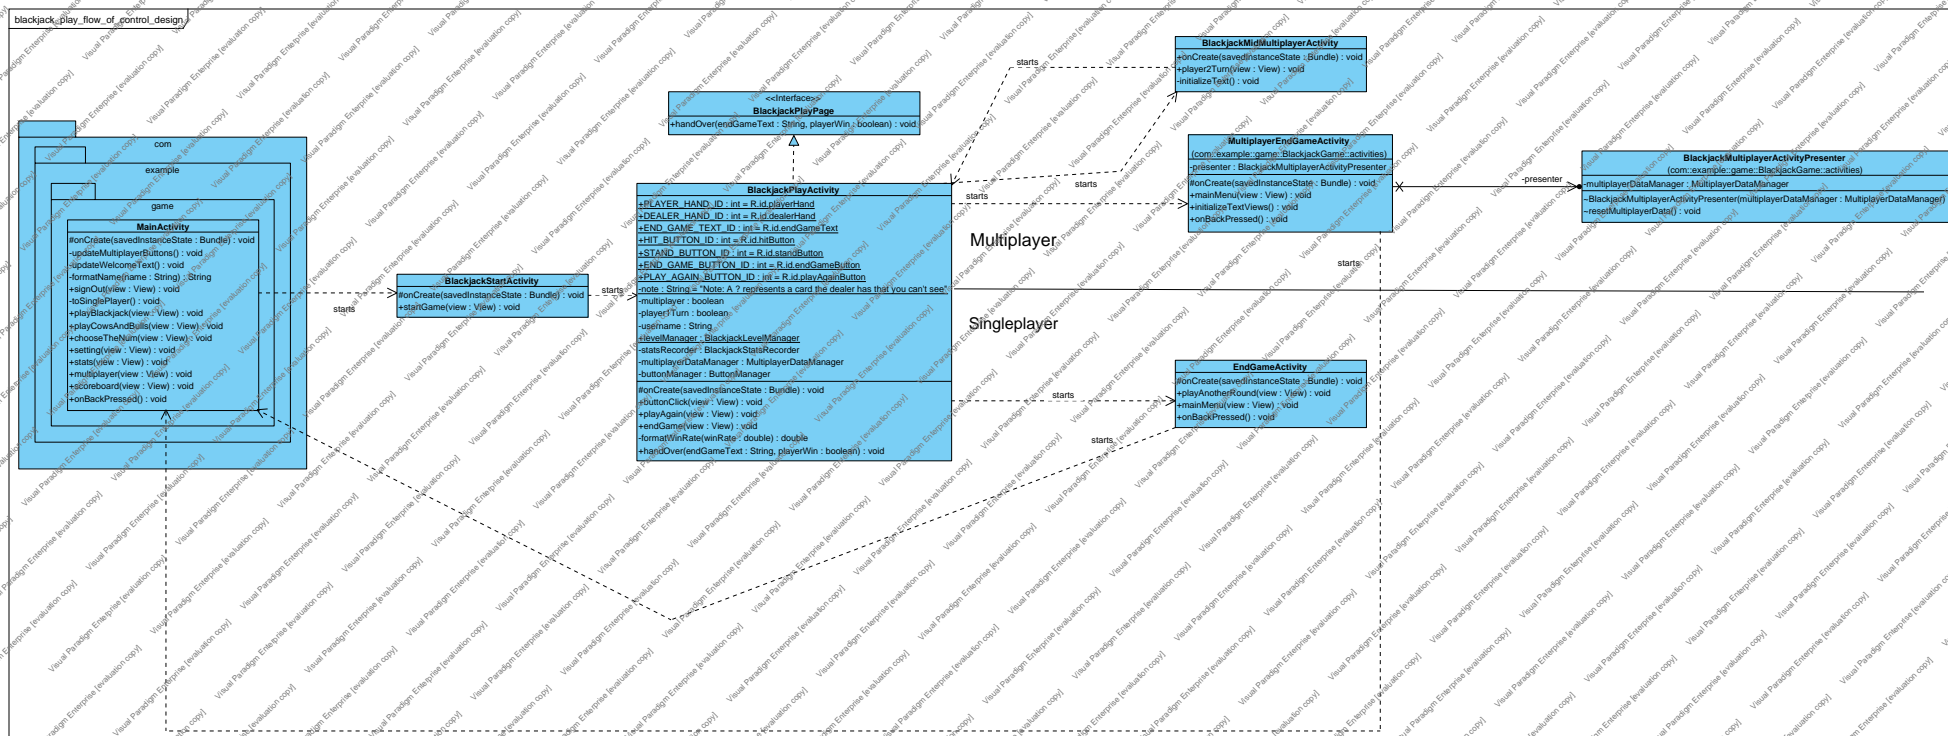 blackjack_play_flow_of_control_design
com
example
game
MainActivity
#onCreate(savedInstanceState : Bundle) : void
-updateMultiplayerButtons() : void
-updateWelcomeText() : void
-formatName(name : String) : String
+signOut(view : View) : void
-toSinglePlayer() : void
+playBlackjack(view : View) : void
+playCowsAndBulls(view : View) : void
+chooseTheNum(view : View) : void
+setting(view : View) : void
+stats(view : View) : void
+multiplayer(view : View) : void
+scoreboard(view : View) : void
+onBackPressed() : void
starts
BlackjackStartActivity
#onCreate(savedInstanceState : Bundle) : void
+startGame(view : View) : void
starts
<<Interface>>
BlackjackPlayPage
+handOver(endGameText : String, playerWin : boolean) : void
BlackjackPlayActivity
+PLAYER_HAND_ID : int = R.id.playerHand
+DEALER_HAND_ID : int = R.id.dealerHand
+END_GAME_TEXT_ID : int = R.id.endGameText
+HIT_BUTTON_ID : int = R.id.hitButton
+STAND_BUTTON_ID : int = R.id.standButton
+END_GAME_BUTTON_ID : int = R.id.endGameButton
+PLAY_AGAIN_BUTTON_ID : int = R.id.playAgainButton
-note : String = "Note: A ? represents a card the dealer has that you can't see"
-multiplayer : boolean
-player1Turn : boolean
-username : String
+levelManager : BlackjackLevelManager
-statsRecorder : BlackjackStatsRecorder
-multiplayerDataManager : MultiplayerDataManager
-buttonManager : ButtonManager
#onCreate(savedInstanceState : Bundle) : void
+buttonClick(view : View) : void
+playAgain(view : View) : void
+endGame(view : View) : void
-formatWinRate(winRate : double) : double
+handOver(endGameText : String, playerWin : boolean) : void
starts
starts
starts
Multiplayer
Singleplayer
starts
starts
starts
BlackjackMidMultiplayerActivity
+onCreate(savedInstanceState : Bundle) : void
+player2Turn(view : View) : void
-initializeText() : void
MultiplayerEndGameActivity
(com::example::game::BlackjackGame::activities)
-presenter : BlackjackMultiplayerActivityPresenter
#onCreate(savedInstanceState : Bundle) : void
+mainMenu(view : View) : void
+initializeTextViews() : void
+onBackPressed() : void
-presenter
BlackjackMultiplayerActivityPresenter
(com::example::game::BlackjackGame::activities)
-multiplayerDataManager : MultiplayerDataManager
~BlackjackMultiplayerActivityPresenter(multiplayerDataManager : MultiplayerDataManager)
~resetMultiplayerData() : void
EndGameActivity
#onCreate(savedInstanceState : Bundle) : void
+playAnotherRound(view : View) : void
+mainMenu(view : View) : void
+onBackPressed() : void
Visual Paradigm Enterprise [evaluation copy]